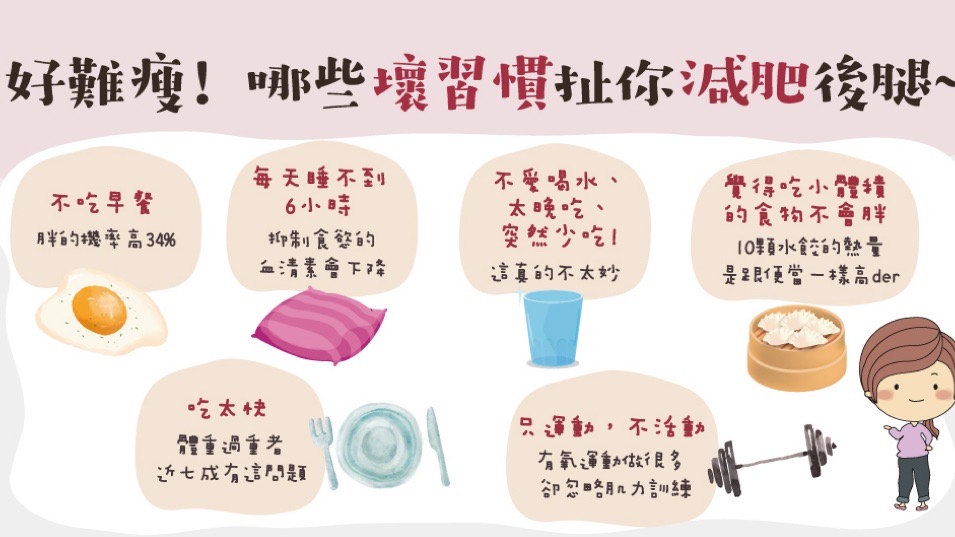 好難瘦！哪些壞習慣扯你減肥後腿~
不吃早餐
胖的機率高34%
每天睡不到
6小時
抑制食慾的
血清素會下降
不愛喝水、
太晚吃、
突然少吃！
這真的不太妙
覺得吃小體積
的食物不會胖
10顆水餃的熱量
是跟便當一樣高der
吃太快
體重過重者
近七成有這問題
只運動，不活動
有氧運動做很多
卻忽略肌力訓練